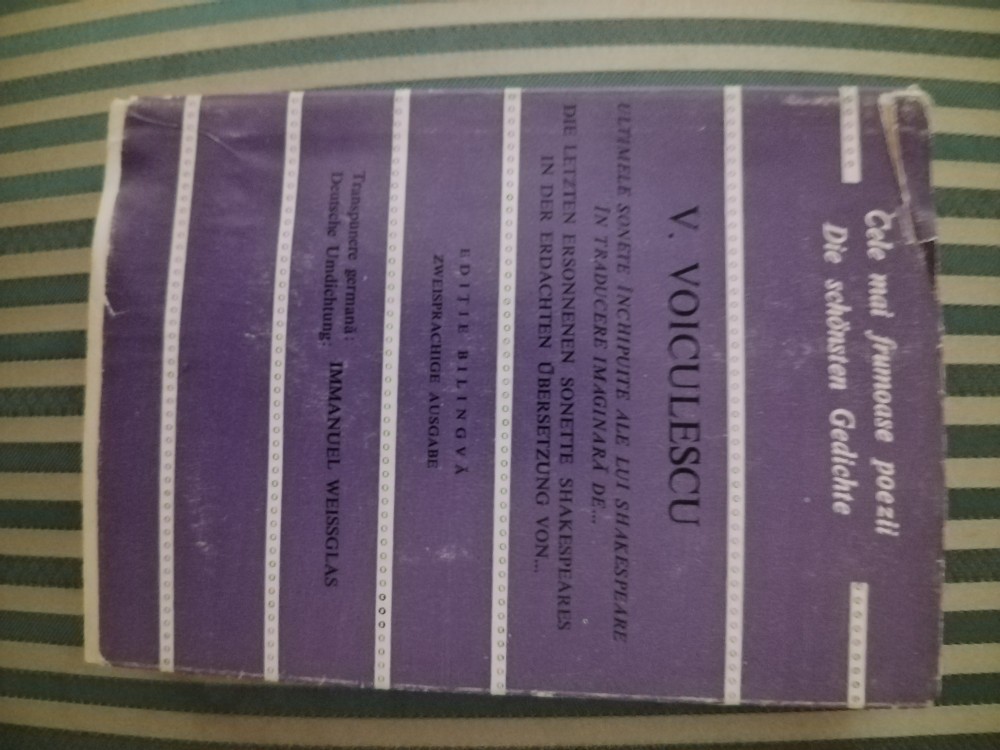 Cele mai frumoase poezii
Die schönsten Gedichte
V. VOICULESCU
ULTIMELE SONETE ÎNCHIPUITE ALE LUI SHAKESPEARE
ÎN TRADUCERE IMAGINARĂ DE...
DIE LETZTEN ERSONNENEN SONETTE SHAKESPEARES
IN DER ERDACHTEN ÜBERSETZUNG VON...
EDIȚIE BILINGVĂ
ZWEISPRACHIGE AUSGABE
Transpunere germană:
Deutsche Umdichtung: IMMANUEL WEISSGLAS